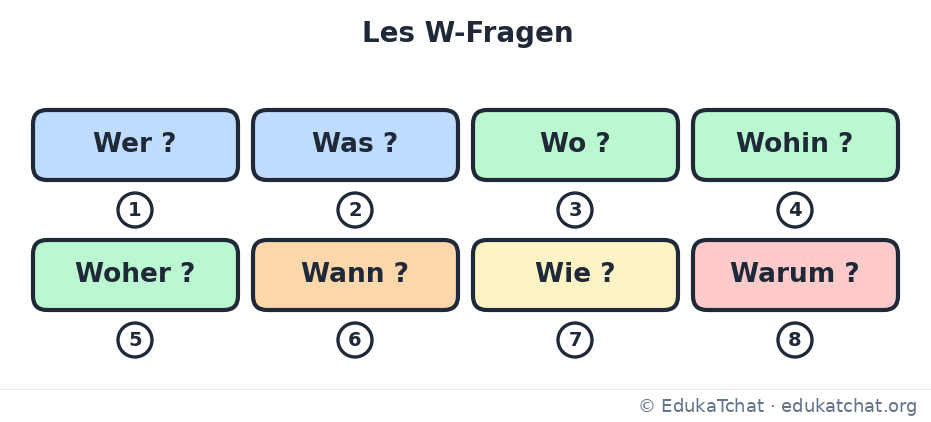 Les W-Fragen
Wer ?
Was ?
Wo ?
Wohin ?
1
2
3
4
Woher ?
Wann ?
Wie ?
Warum ?
5
6
7
8
© EdukaTchat · edukatchat.org